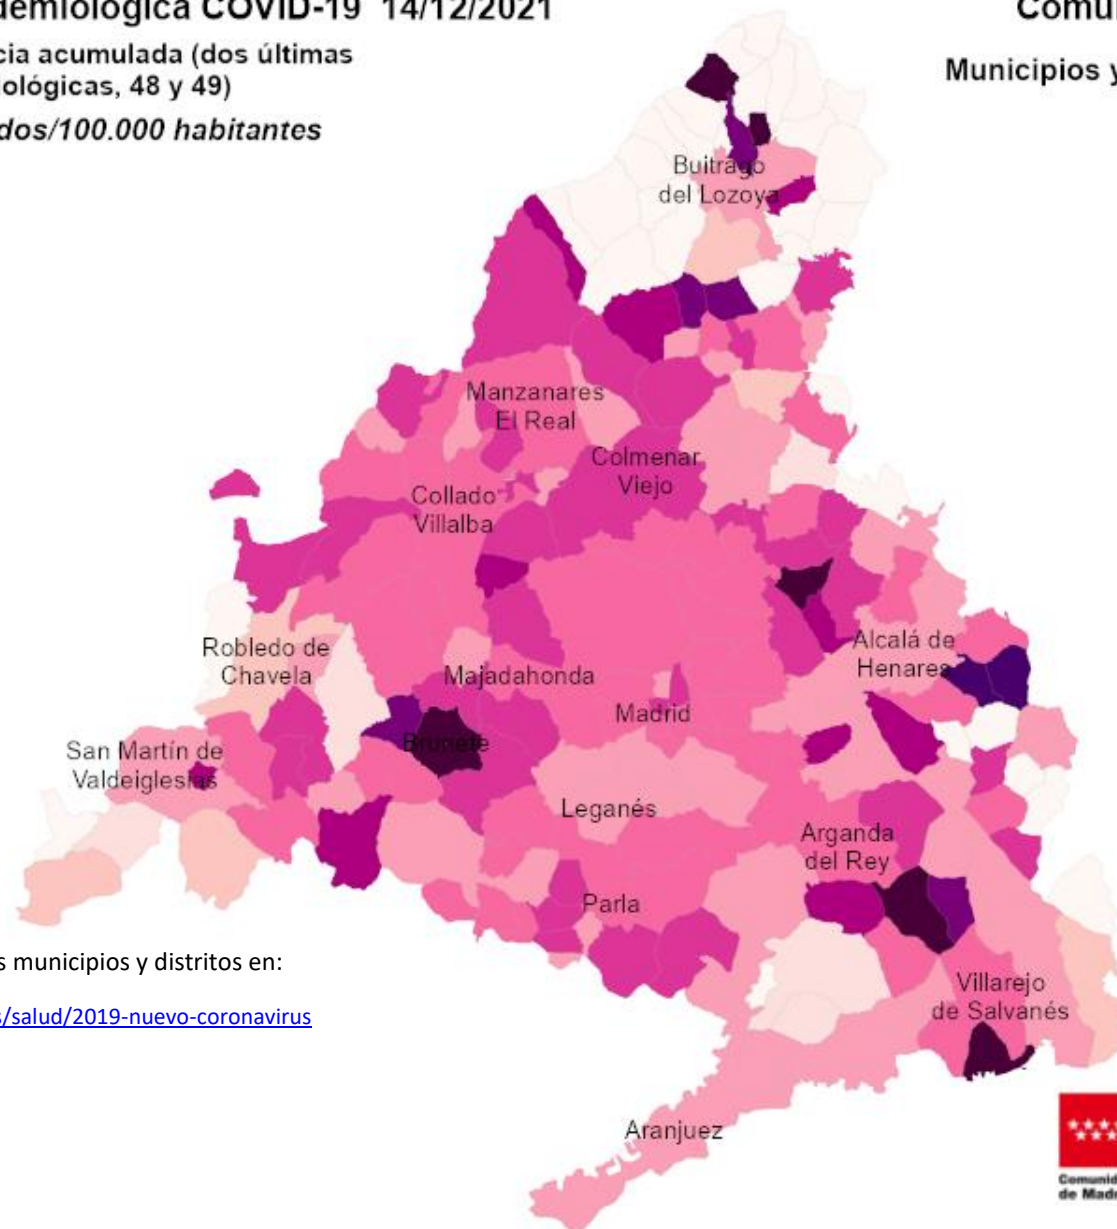 demiológica COVID-19 14/12/2021
Comu
cia acumulada (dos últimas
iológicas, 48 y 49)
Municipios y
dos/100.000 habitantes
Buitrago
del Lozoya
Manzanares
El Real
Colmenar
Viejo
Collado
Villalba
Robledo de
Chavela
Majadahonda
Alcalá de
Henares
Madrid
San Martín de
Valdeiglesias
Brunete
Leganés
Arganda
del Rey
Parla
s municipios y distritos en:
Villarejo
de Salvanés
s/salud/2019-nuevo-coronavirus
Aranjuez
Comunid
de Madr